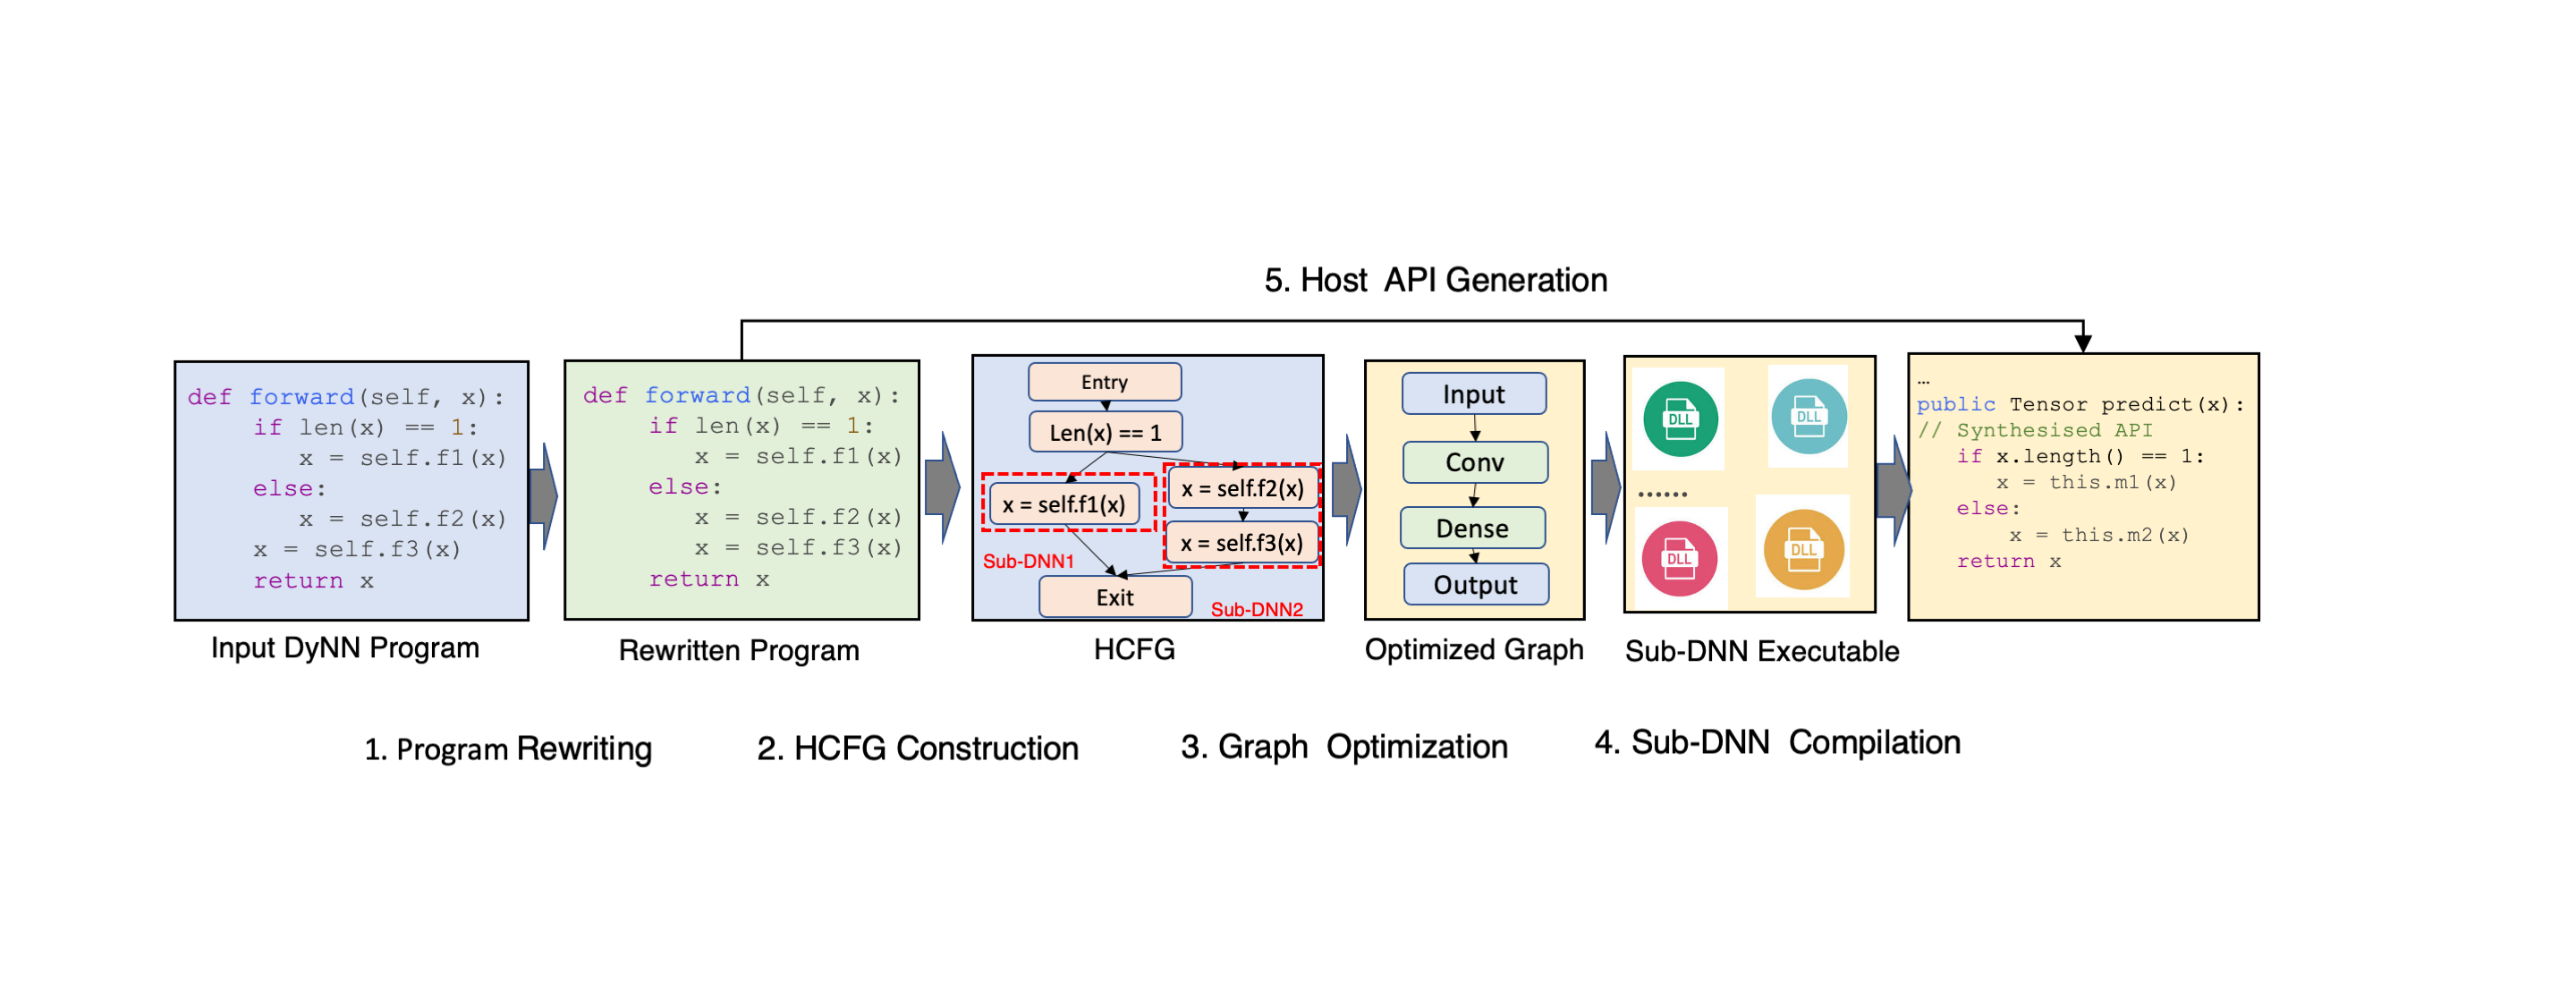 5. Host  API Generation
def forward(self, x):
    if len(x) == 1:
       x = self.f1(x)
    else:
       x = self.f2(x)
    x = self.f3(x)
    return x
Input DyNN Program
def forward(self, x):
    if len(x) == 1:
       x = self.f1(x)
    else:
       x = self.f2(x)
       x = self.f3(x)
    return x
Rewritten Program
Entry
Len(x) == 1
x = self.f1(x)
x = self.f2(x)
x = self.f3(x)
Sub-DNN1
Exit
Sub-DNN2
HCFG
Input
Conv
Dense
Output
Optimized Graph
DLL
DLL
......
DLL
DLL
Sub-DNN Executable
…
public Tensor predict(x):
// Synthesised API
   if x.length() == 1:
      x = this.m1(x)
   else:
       x = this.m2(x)
   return x
1. Program Rewriting
2. HCFG Construction
3. Graph  Optimization
4. Sub-DNN  Compilation